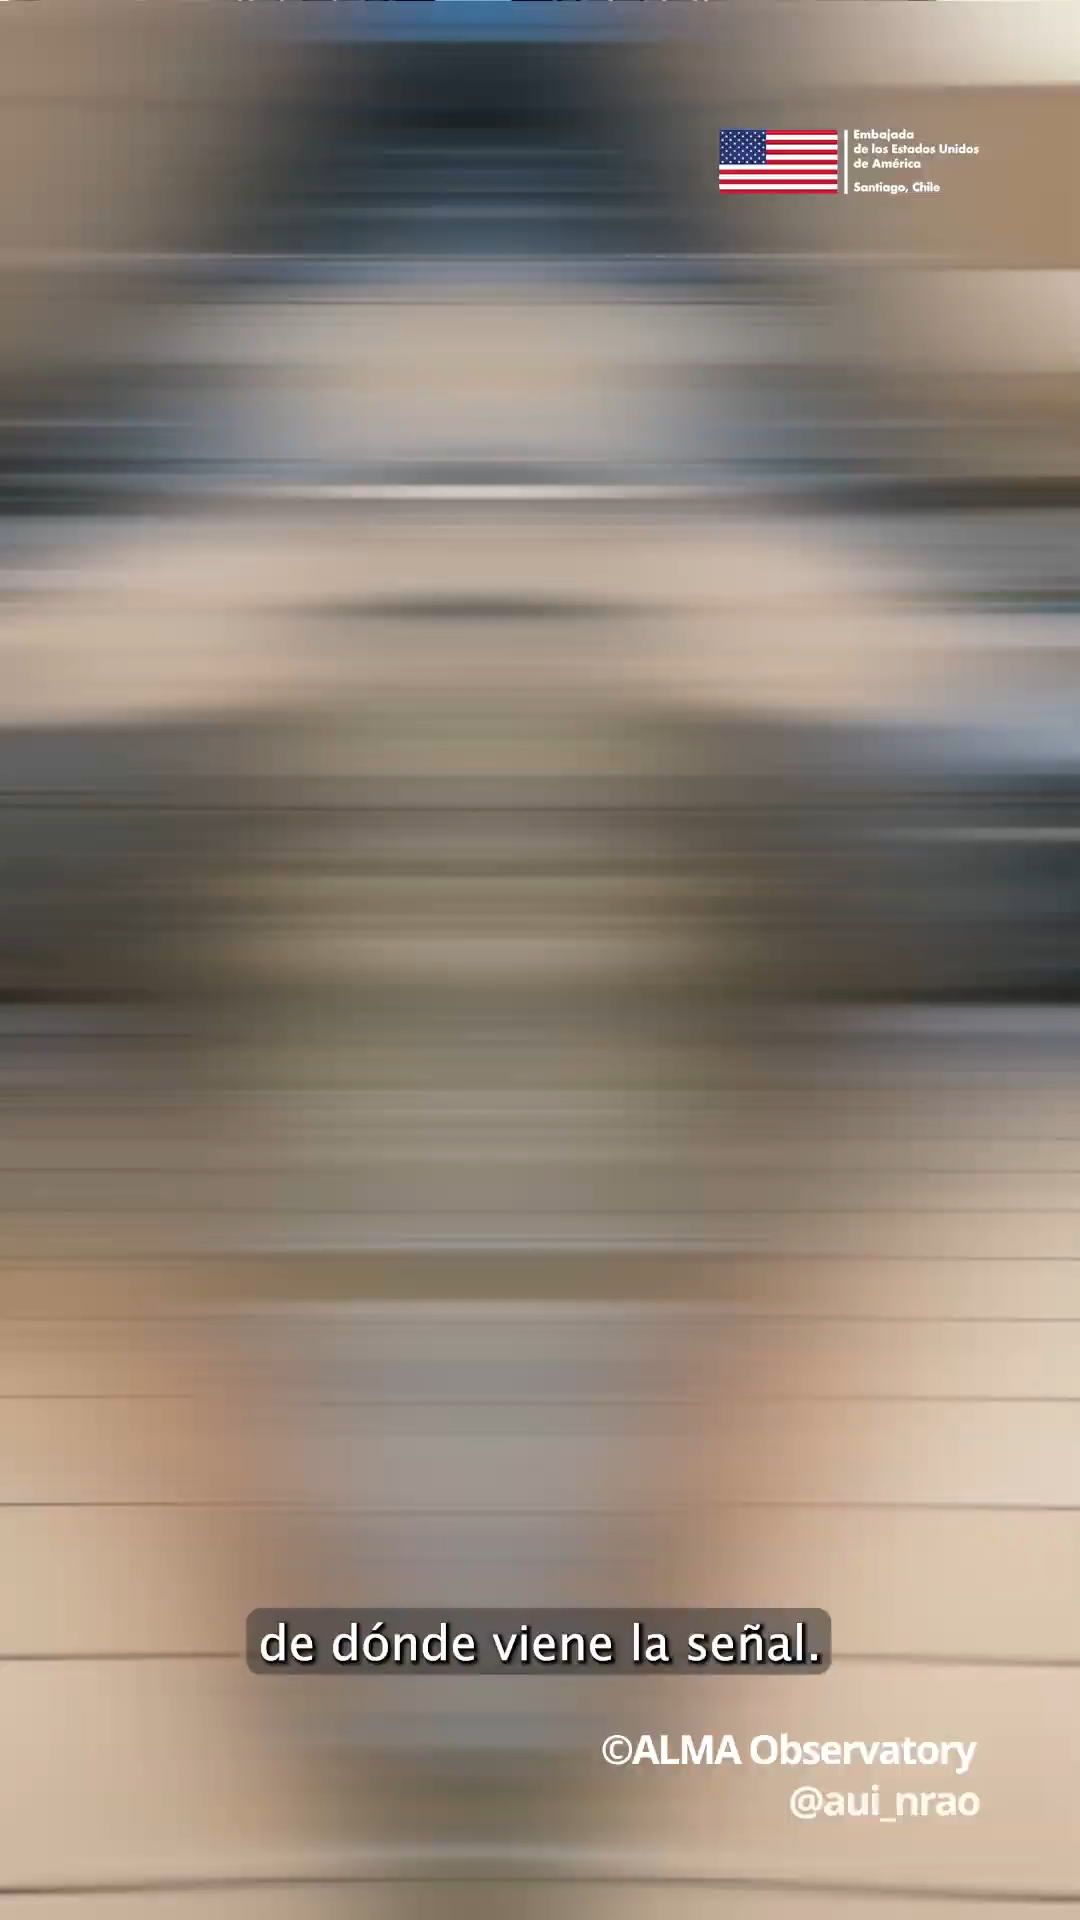 Embajada
de los Estados Unidos
de América
Santiago, Chile
de dónde viene la señal.
©ALMA Observatory
@aui_nrao